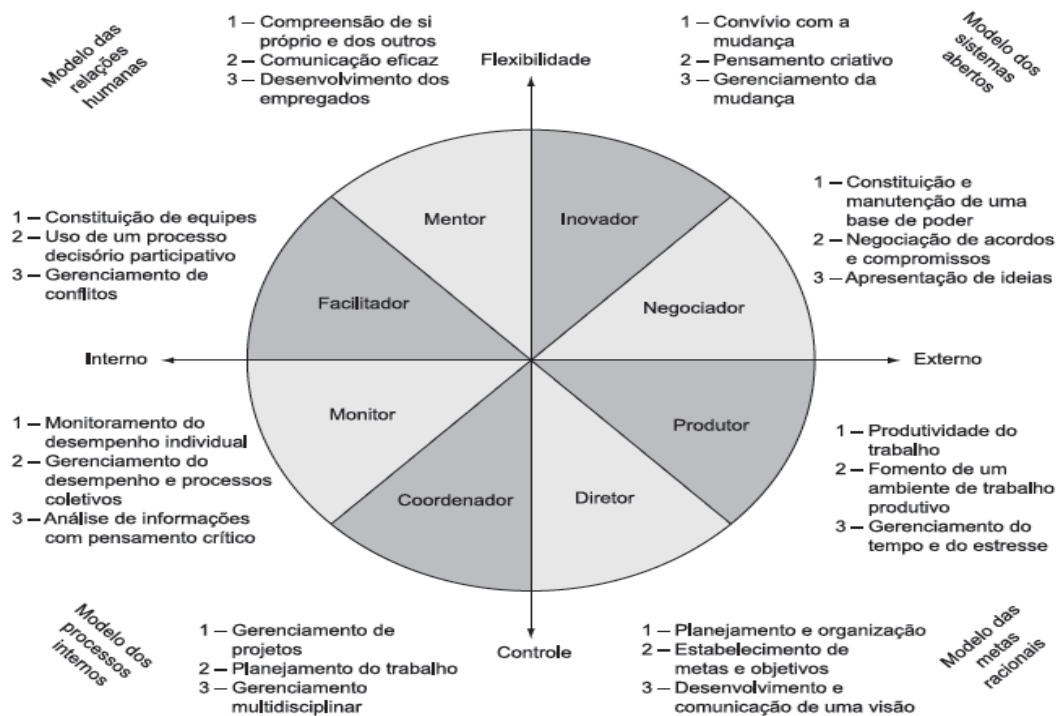 Modelo das
relações
humanas
1 – Compreensão de si
próprio e dos outros
2 – Comunicação eficaz
3 – Desenvolvimento dos
empregados
Flexibilidade
1 – Convívio com a
mudança
2 – Pensamento criativo
3 – Gerenciamento da
mudança
Modelo dos
sistemas
abertos
1 – Constituição de equipes
2 – Uso de um processo
decisório participativo
3 – Gerenciamento de
conflitos
Mentor
Inovador
Facilitador
Negociador
1 – Constituição e
manutenção de uma
base de poder
2 – Negociação de acordos
e compromissos
3 – Apresentação de ideias
Interno
Externo
1 – Monitoramento do
desempenho individual
2 – Gerenciamento do
desempenho e processos
coletivos
3 – Análise de informações
com pensamento crítico
Monitor
Produtor
Coordenador
Diretor
1 – Produtividade do
trabalho
2 – Fomento de um
ambiente de trabalho
produtivo
3 – Gerenciamento do
tempo e do estresse
Modelo dos
processos
internos
1 – Gerenciamento de
projetos
2 – Planejamento do trabalho
3 – Gerenciamento
multidisciplinar
Controle
1 – Planejamento e organização
2 – Estabelecimento de
metas e objetivos
3 – Desenvolvimento e
comunicação de uma visão
Modelo das
metas
racionais